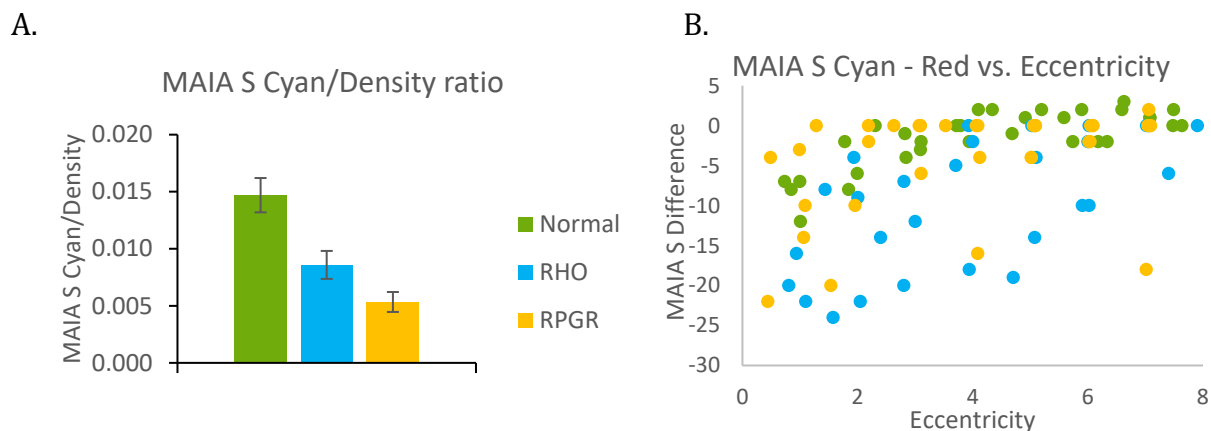 A.
MAIA S Cyan/Density ratio
0.020
0.015
0.010
0.005
0.000
MAIA S Cyan/Density
Normal
RHO
RPGR
B.
MAIA S Cyan - Red vs. Eccentricity
5
0
-5
-10
-15
-20
-25
-30
MAIA S Difference
0 2 4 6 8
Eccentricity